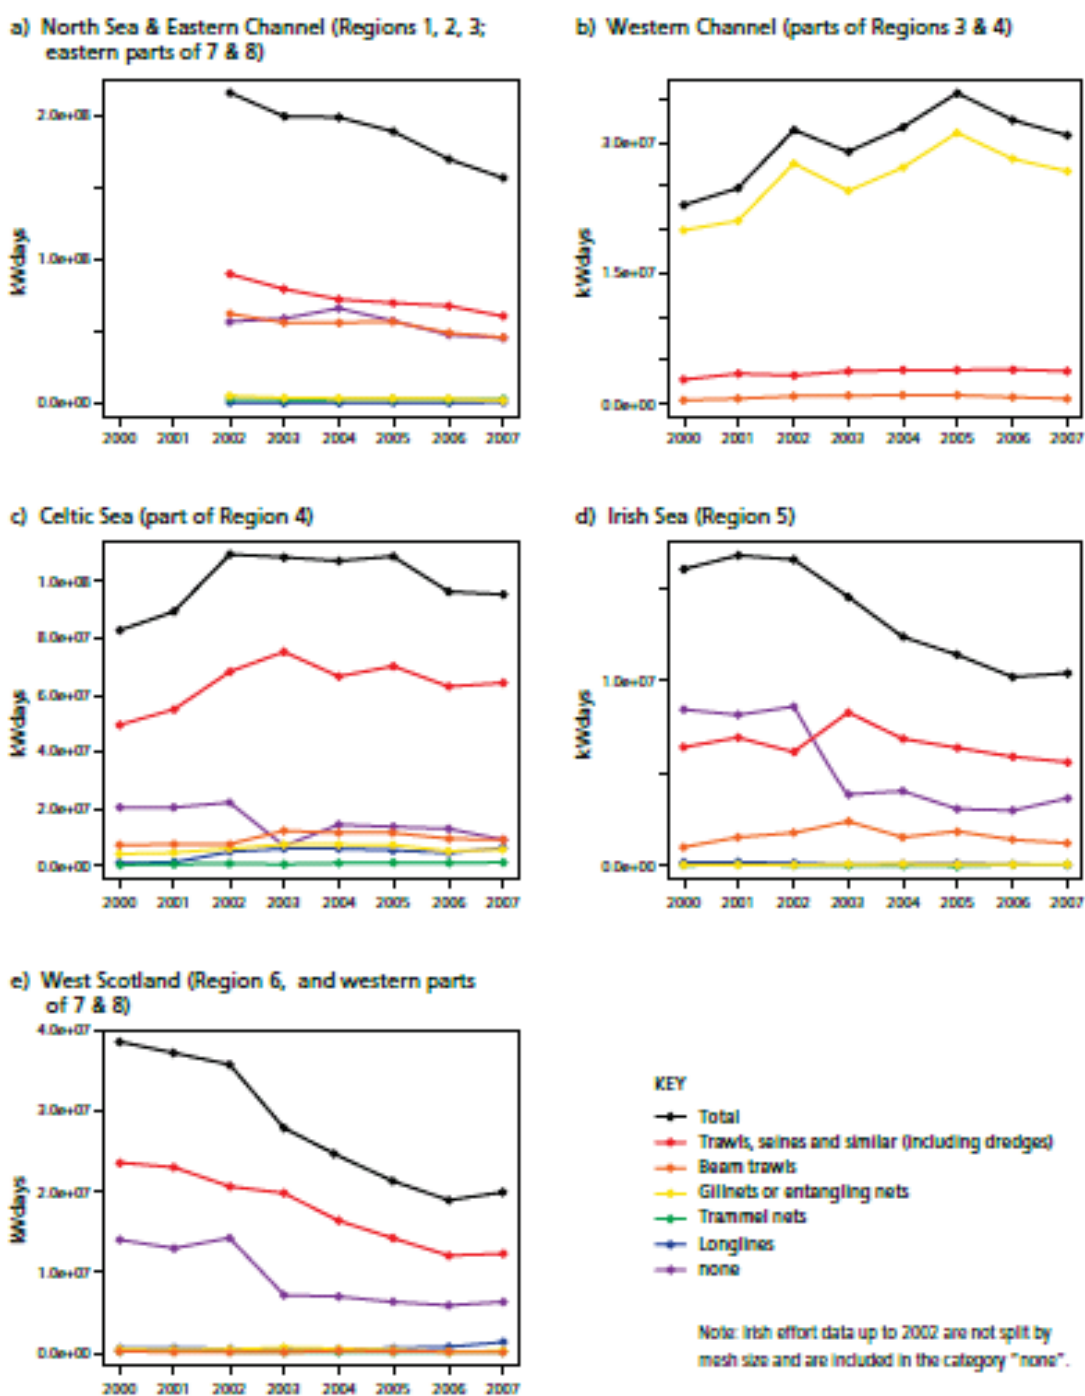 a) North Sea & Eastern Channel (Regions 1, 2, 3;
eastern parts of 7 & 8)
kWdays
2.0e+08
1.0e+08
0.0e+00
2000 2001 2002 2003 2004 2005 2006 2007
b) Western Channel (parts of Regions 3 & 4)
kWdays
3.0e+07
1.5e+07
0.0e+00
2000 2001 2002 2003 2004 2005 2006 2007
c) Celtic Sea (part of Region 4)
kWdays
1.0e+08
8.0e+07
6.0e+07
4.0e+07
2.0e+07
0.0e+00
2000 2001 2002 2003 2004 2005 2006 2007
d) Irish Sea (Region 5)
kWdays
1.0e+07
0.0e+00
2000 2001 2002 2003 2004 2005 2006 2007
e) West Scotland (Region 6, and western parts
of 7 & 8)
kWdays
4.0e+07
3.0e+07
2.0e+07
1.0e+07
0.0e+00
2000 2001 2002 2003 2004 2005 2006 2007
KEY
Total
Trawls, seines and similar (including dredges)
Beam trawls
Gillnets or entangling nets
Trammel nets
Longlines
none
Note: Irish effort data up to 2002 are not split by
mesh size and are included in the category "none".